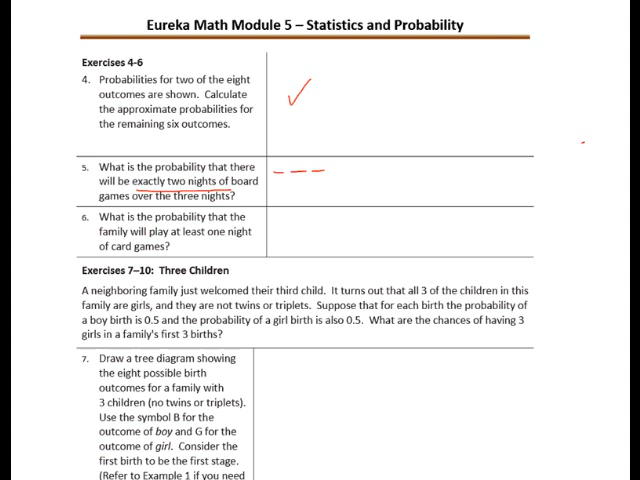 Eureka Math Module 5 – Statistics and Probability
Exercises 4-6
4. Probabilities for two of the eight
outcomes are shown. Calculate
the approximate probabilities for
the remaining six outcomes.
5. What is the probability that there
will be exactly two nights of board
games over the three nights?
6. What is the probability that the
family will play at least one night
of card games?
Exercises 7–10: Three Children
A neighboring family just welcomed their third child. It turns out that all 3 of the children in this
family are girls, and they are not twins or triplets. Suppose that for each birth the probability of
a boy birth is 0.5 and the probability of a girl birth is also 0.5. What are the chances of having 3
girls in a family's first 3 births?
7. Draw a tree diagram showing
the eight possible birth
outcomes for a family with
3 children (no twins or triplets).
Use the symbol B for the
outcome of boy and G for the
outcome of girl. Consider the
first birth to be the first stage.
(Refer to Example 1 if you need